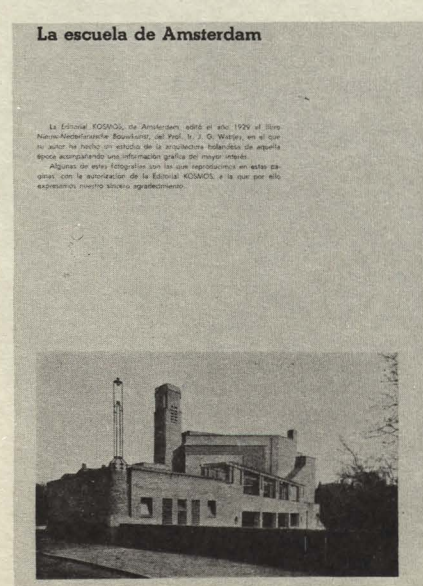 La escuela de Amsterdam
La Editorial KOSMOS, de Amsterdam, editó el año 1929 el libro
Nieuw-Nederlansche Bouwkunst, del Prof. Ir. J. G. Wattjes, en el que
su autor ha hecho un estudio de la arquitectura holandesa de aquella
época acompañando una información gráfica del mayor interés.
Algunas de estas fotografías son las que reproducimos en estas pá-
ginas con la autorización de la Editorial KOSMOS, a la que por ello
expresamos nuestro sincero agradecimiento.